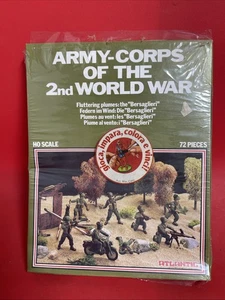 ARMY-CORPS
OF THE
2nd WORLD WAR
Fluttering plumes: the "Bersaglieri"
Federn im Wind: Die "Bersaglieri"
Plumes au vent: les "Bersaglieri"
Piume al vento: i "Bersaglieri"
HO SCALE
72 PIECES
gioca, impara, colora e vinci!
ATLANTIC